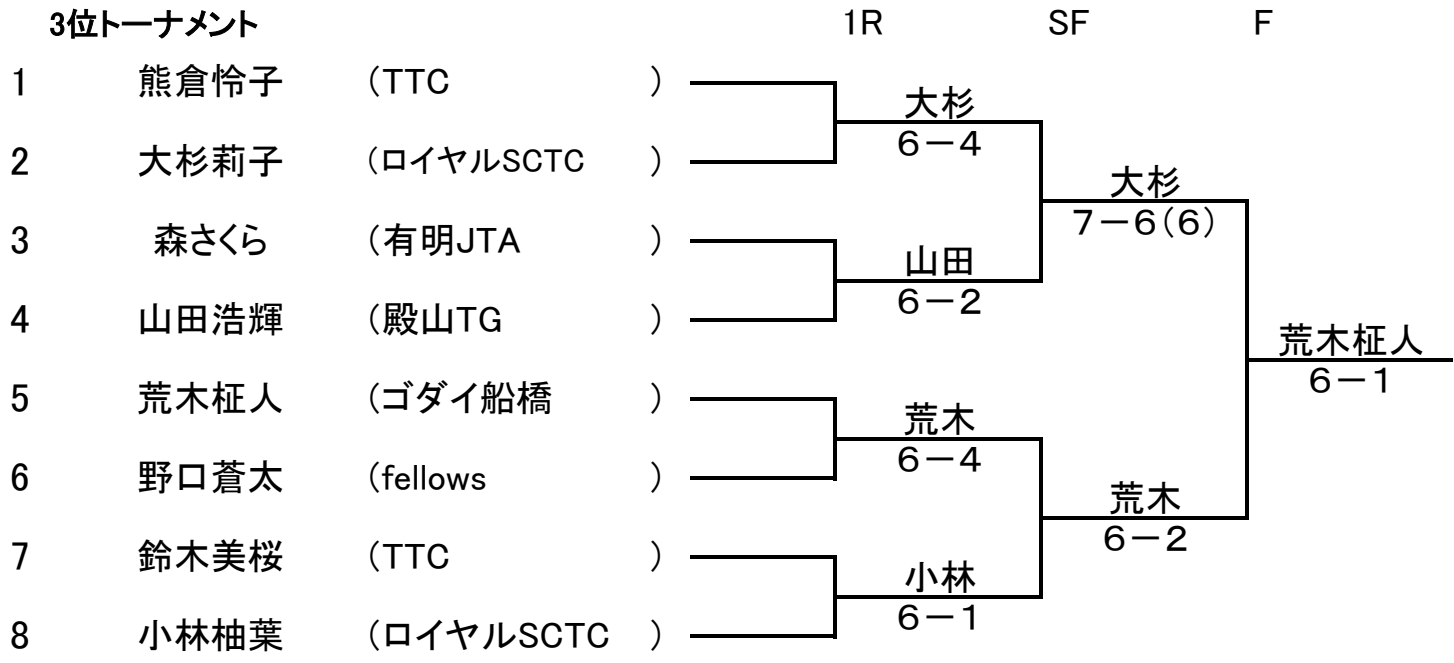 3位トーナメント 1R SF F
1 熊倉怜子 (TTC )
大杉
6-4
2 大杉莉子 (ロイヤルSCTC )
大杉
7-6(6)
3 森さくら (有明JTA )
山田
6-2
4 山田浩輝 (殿山TG )
荒木柾人
6-1
5 荒木柾人 (ゴダイ船橋 )
荒木
6-4
6 野口蒼太 (fellows )
荒木
6-2
7 鈴木美桜 (TTC )
小林
6-1
8 小林柚葉 (ロイヤルSCTC )